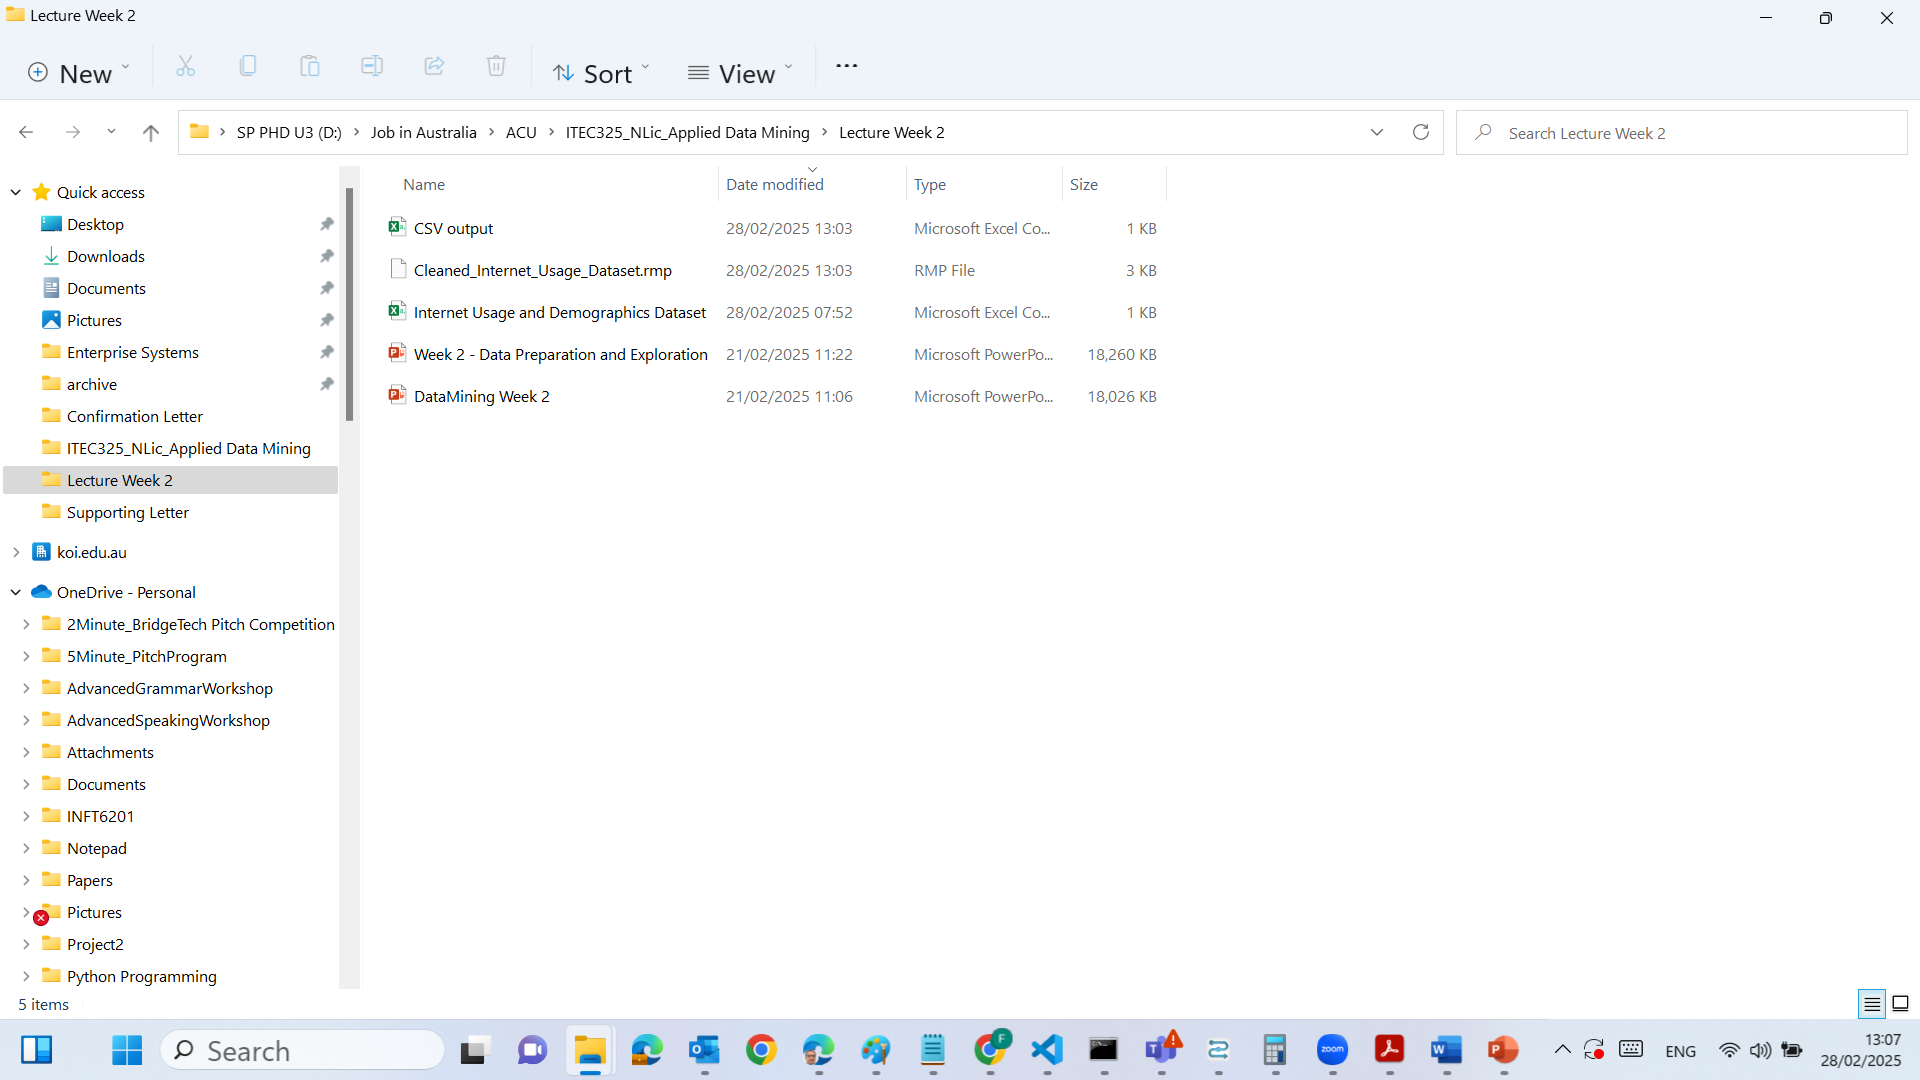 Lecture Week 2
New
Sort
View
SP PHD U3 (D:) > Job in Australia > ACU > ITEC325_NLic_Applied Data Mining > Lecture Week 2
Search Lecture Week 2
Name Date modified Type Size
CSV output 28/02/2025 13:03 Microsoft Excel Co... 1 KB
Cleaned_Internet_Usage_Dataset.rmp 28/02/2025 13:03 RMP File 3 KB
Internet Usage and Demographics Dataset 28/02/2025 07:52 Microsoft Excel Co... 1 KB
Week 2 - Data Preparation and Exploration 21/02/2025 11:22 Microsoft PowerPo... 18,260 KB
DataMining Week 2 21/02/2025 11:06 Microsoft PowerPo... 18,026 KB
Quick access
Desktop
Downloads
Documents
Pictures
Enterprise Systems
archive
Confirmation Letter
ITEC325_NLic_Applied Data Mining
Lecture Week 2
Supporting Letter
koi.edu.au
OneDrive - Personal
2Minute_BridgeTech Pitch Competition
5Minute_PitchProgram
AdvancedGrammarWorkshop
AdvancedSpeakingWorkshop
Attachments
Documents
INFT6201
Notepad
Papers
Pictures
Project2
Python Programming
5 items
Search
zoom
F
ENG
13:07
28/02/2025